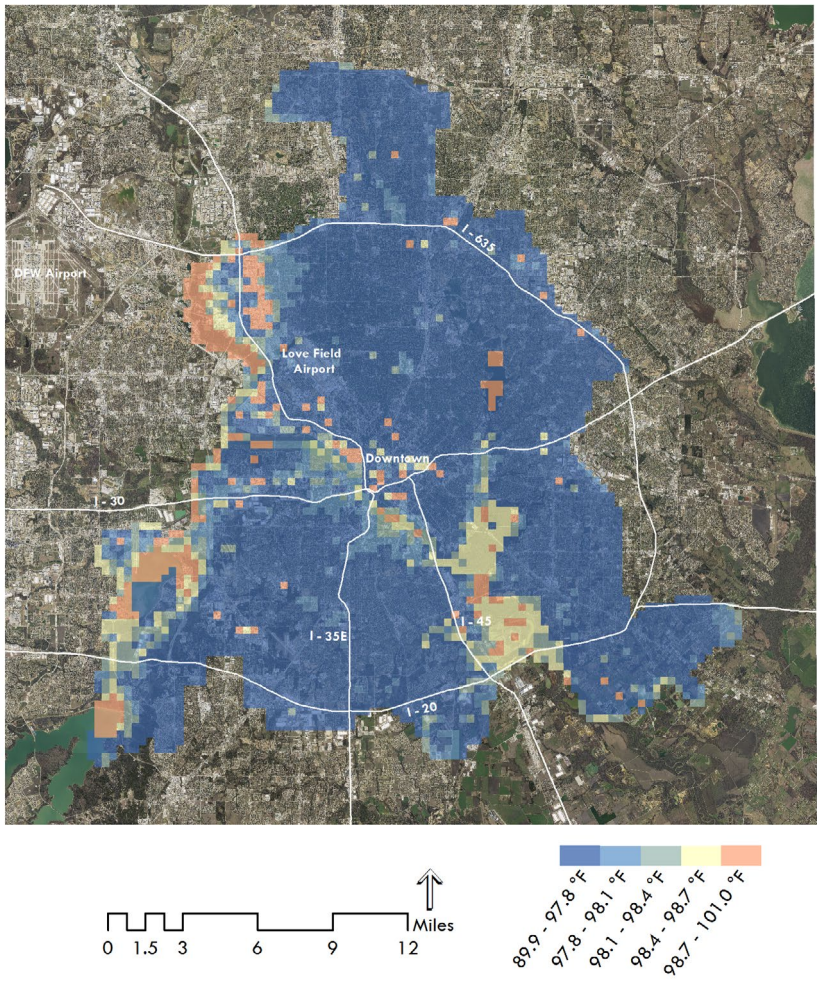 I - 635
DFW Airport
Love Field
Airport
Downtown
I - 30
I - 45
I - 35E
I - 20
Miles
0 1.5 3 6 9 12
89.9 - 97.8 °F
97.8 - 98.1 °F
98.1 - 98.4 °F
98.4 - 98.7 °F
98.7 - 101.0 °F